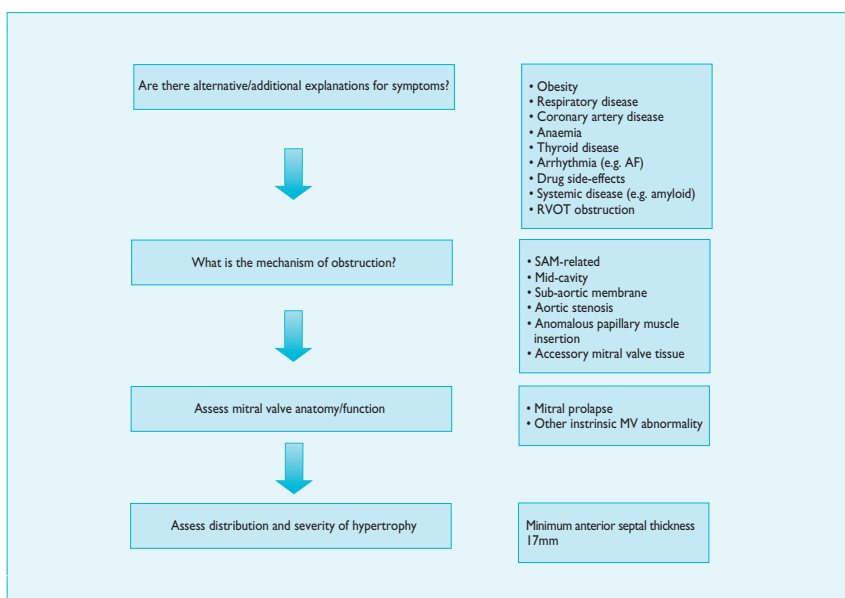 Are there alternative/additional explanations for symptoms?
• Obesity
• Respiratory disease
• Coronary artery disease
• Anaemia
• Thyroid disease
• Arrhythmia (e.g. AF)
• Drug side-effects
• Systemic disease (e.g. amyloid)
• RVOT obstruction
What is the mechanism of obstruction?
• SAM-related
• Mid-cavity
• Sub-aortic membrane
• Aortic stenosis
• Anomalous papillary muscle
insertion
• Accessory mitral valve tissue
Assess mitral valve anatomy/function
• Mitral prolapse
• Other instrinsic MV abnormality
Assess distribution and severity of hypertrophy
Minimum anterior septal thickness
17mm